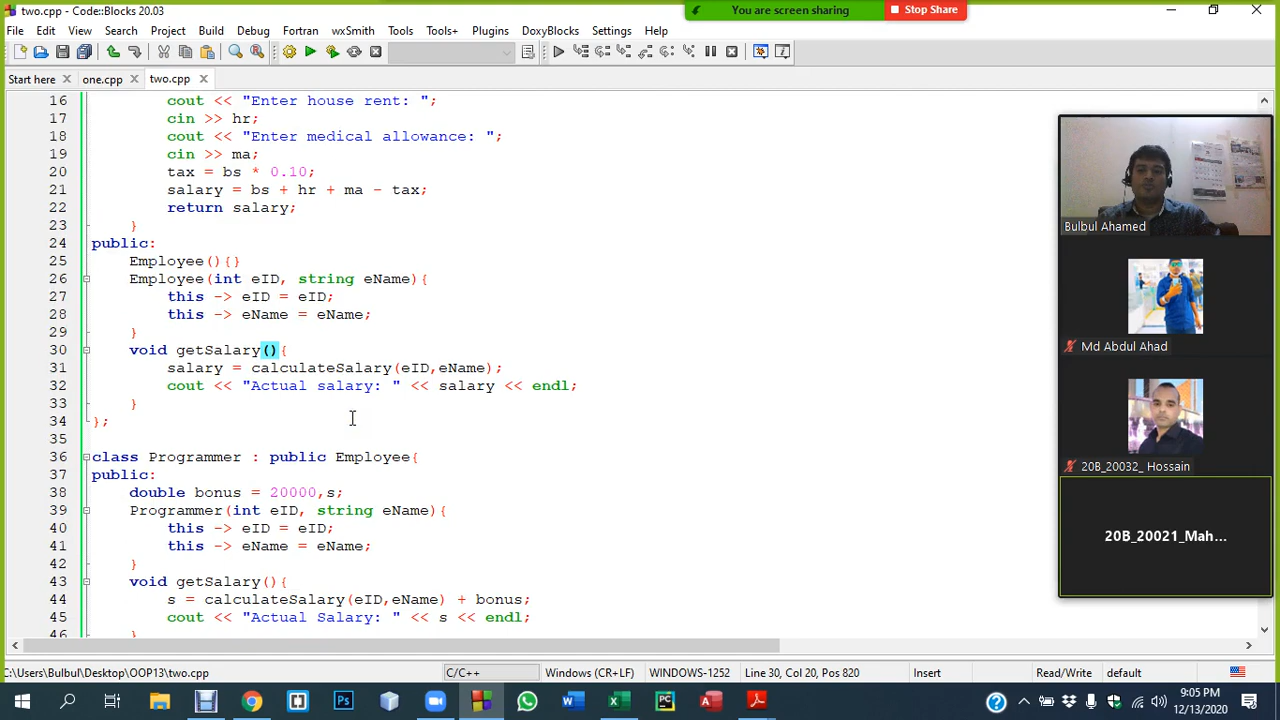 two.cpp - Code::Blocks 20.03
You are screen sharing
Stop Share
File Edit View Search Project Build Debug Fortran wxSmith Tools Tools+ Plugins DoxyBlocks Settings Help
Start here one.cpp two.cpp
16 cout << "Enter house rent: ";
17 cin >> hr;
18 cout << "Enter medical allowance: ";
19 cin >> ma;
20 tax = bs * 0.10;
21 salary = bs + hr + ma - tax;
22 return salary;
23 }
24 public:
25 Employee(){}
26 Employee(int eID, string eName){
27 this -> eID = eID;
28 this -> eName = eName;
29 }
30 void getSalary(){
31 salary = calculateSalary(eID,eName);
32 cout << "Actual salary: " << salary << endl;
33 }
34 };
35
36 class Programmer : public Employee{
37 public:
38 double bonus = 20000,s;
39 Programmer(int eID, string eName){
40 this -> eID = eID;
41 this -> eName = eName;
42 }
43 void getSalary(){
44 s = calculateSalary(eID,eName) + bonus;
45 cout << "Actual Salary: " << s << endl;
46 }
Bulbul Ahamed
Md Abdul Ahad
20B_20032_ Hossain
20B_20021_Mah...
C:\Users\Bulbul\Desktop\OOP13\two.cpp C/C++ Windows (CR+LF) WINDOWS-1252 Line 30, Col 20, Pos 820 Insert Read/Write default
9:05 PM
12/13/2020